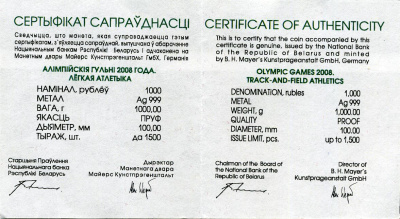 СЕРТЫФІКАТ САПРАЎДНАСЦІ
Сведчыцца, што манета, якая суправаджаецца гэтым
сертыфікатам, з'яўляецца сапраўднай, выпушчана ў абарачэнне
Нацыянальным банкам Рэспублікі Беларусь і адчаканена на
Манетным двары Майерс Кунстпрэгенштальт ГмбХ, Германія
АЛІМПІЙСКІЯ ГУЛЬНІ 2008 ГОДА.
ЛЁГКАЯ АТЛЕТЫКА
НАМІНАЛ, рублёў 1000
МЕТАЛ Ag 999
ВАГА, г 1000,00
ЯКАСЦЬ ПРУФ
ДЫЯМЕТР, мм 100,00
ТЫРАЖ, шт. да 1500
Старшыня Праўлення
Нацыянальнага банка
Рэспублікі Беларусь
Дырэктар
Манетнага двара
Майерс Кунстпрэгенштальт ГмбХ
CERTIFICATE OF AUTHENTICITY
This is to certify that the coin accompanied by this
certificate is genuine, issued by the National Bank
of the Republic of Belarus and minted
by B. H. Mayer's Kunstprageanstalt GmbH, Germany
OLYMPIC GAMES 2008.
TRACK-AND-FIELD ATHLETICS
DENOMINATION, rubles 1,000
METAL Ag 999
WEIGHT, g 1,000.00
QUALITY PROOF
DIAMETER, mm 100.00
ISSUE LIMIT, pcs. up to 1,500
Chairman of the Board of
the National Bank of the
Republic of Belarus
Director of
B. H. Mayer's
Kunstprageanstalt GmbH